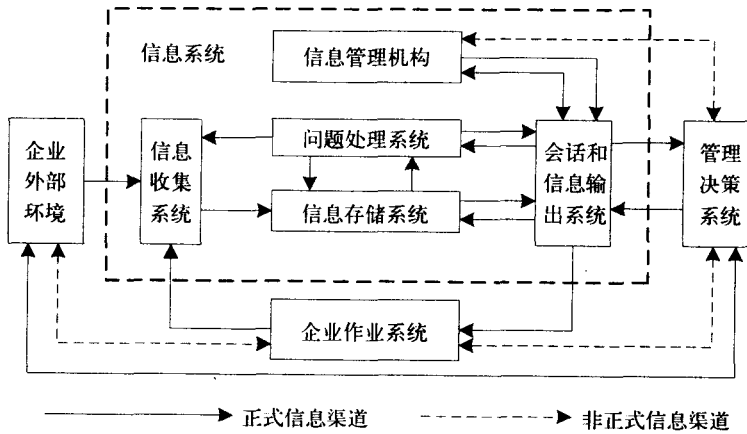 信息系统
信息管理机构
企业
外部
环境
信息
收集
系统
问题处理系统
信息存储系统
会话和
信息输
出系统
管理
决策
系统
企业作业系统
正式信息渠道
非正式信息渠道